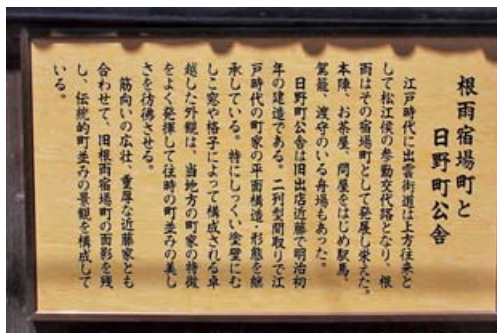 根雨宿場町と
日野町公舎
江戸時代に出雲街道は上方往来と
して松江侯の参勤交代路となり、根
雨はその宿場町として発展し栄えた。
本陣、お茶屋、問屋をはじめ駅馬、
駕籠、渡守のいる舟場もあった。
日野町公舎は旧出店近藤で明治初
年の建造である。二列型間取りで江
戸時代の町家の平面構造・形態を継
承している。特にしっくい塗壁にむ
しこ窓や格子によって構成される卓
越した外観は、当地方の町家の特徴
をよく発揮して往時の町並みの美し
さを彷彿させる。
筋向いの広壮、重厚な近藤家とも
合わせて、旧根雨宿場町の面影を残
し、伝統的町並みの景観を構成して
いる。